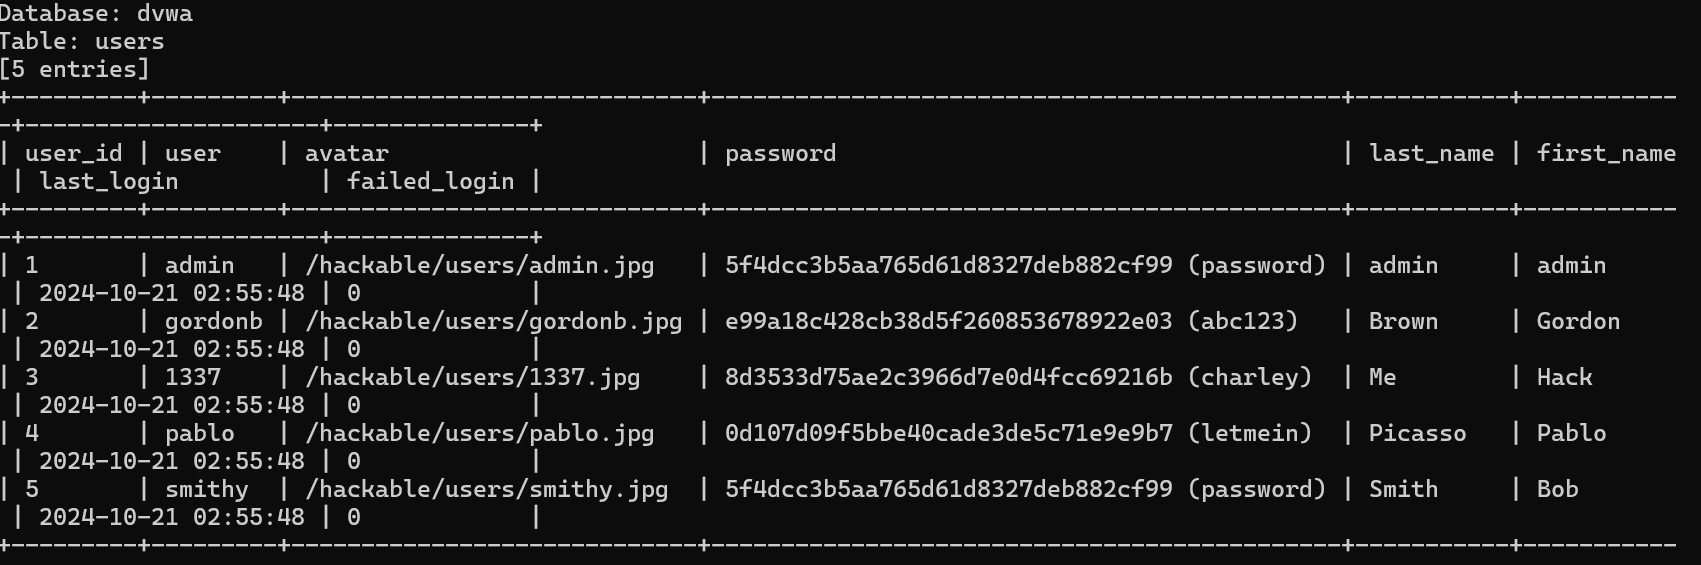 Database: dvwa
Table: users
[5 entries]
+---------+---------+-----------------------------+---------------------------------------------+-----------+-----------
-+---------------------+--------------+
| user_id | user    | avatar                      | password                                    | last_name | first_name
 | last_login          | failed_login |
+---------+---------+-----------------------------+---------------------------------------------+-----------+-----------
-+---------------------+--------------+
| 1       | admin   | /hackable/users/admin.jpg   | 5f4dcc3b5aa765d61d8327deb882cf99 (password) | admin     | admin
 | 2024-10-21 02:55:48 | 0            |
| 2       | gordonb | /hackable/users/gordonb.jpg | e99a18c428cb38d5f260853678922e03 (abc123)   | Brown     | Gordon
 | 2024-10-21 02:55:48 | 0            |
| 3       | 1337    | /hackable/users/1337.jpg    | 8d3533d75ae2c3966d7e0d4fcc69216b (charley)  | Me        | Hack
 | 2024-10-21 02:55:48 | 0            |
| 4       | pablo   | /hackable/users/pablo.jpg   | 0d107d09f5bbe40cade3de5c71e9e9b7 (letmein)  | Picasso   | Pablo
 | 2024-10-21 02:55:48 | 0            |
| 5       | smithy  | /hackable/users/smithy.jpg  | 5f4dcc3b5aa765d61d8327deb882cf99 (password) | Smith     | Bob
 | 2024-10-21 02:55:48 | 0            |
+---------+---------+-----------------------------+---------------------------------------------+-----------+-----------